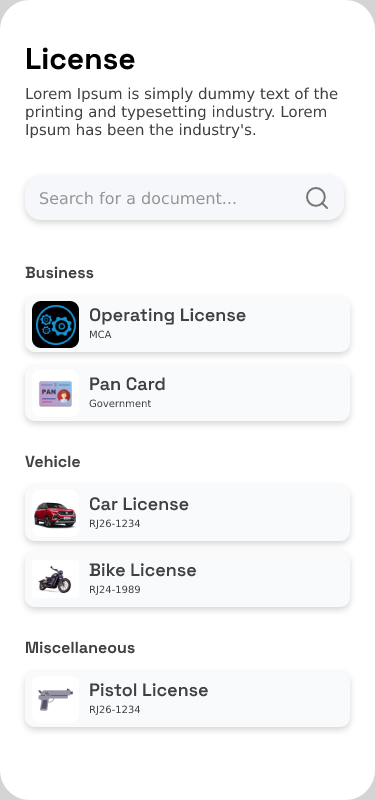 License
Lorem Ipsum is simply dummy text of the
printing and typesetting industry. Lorem
Ipsum has been the industry's.
Search for a document...
Business
Operating License
MCA
PAN
Pan Card
Government
Vehicle
Car License
RJ26-1234
Bike License
RJ24-1989
Miscellaneous
Pistol License
RJ26-1234